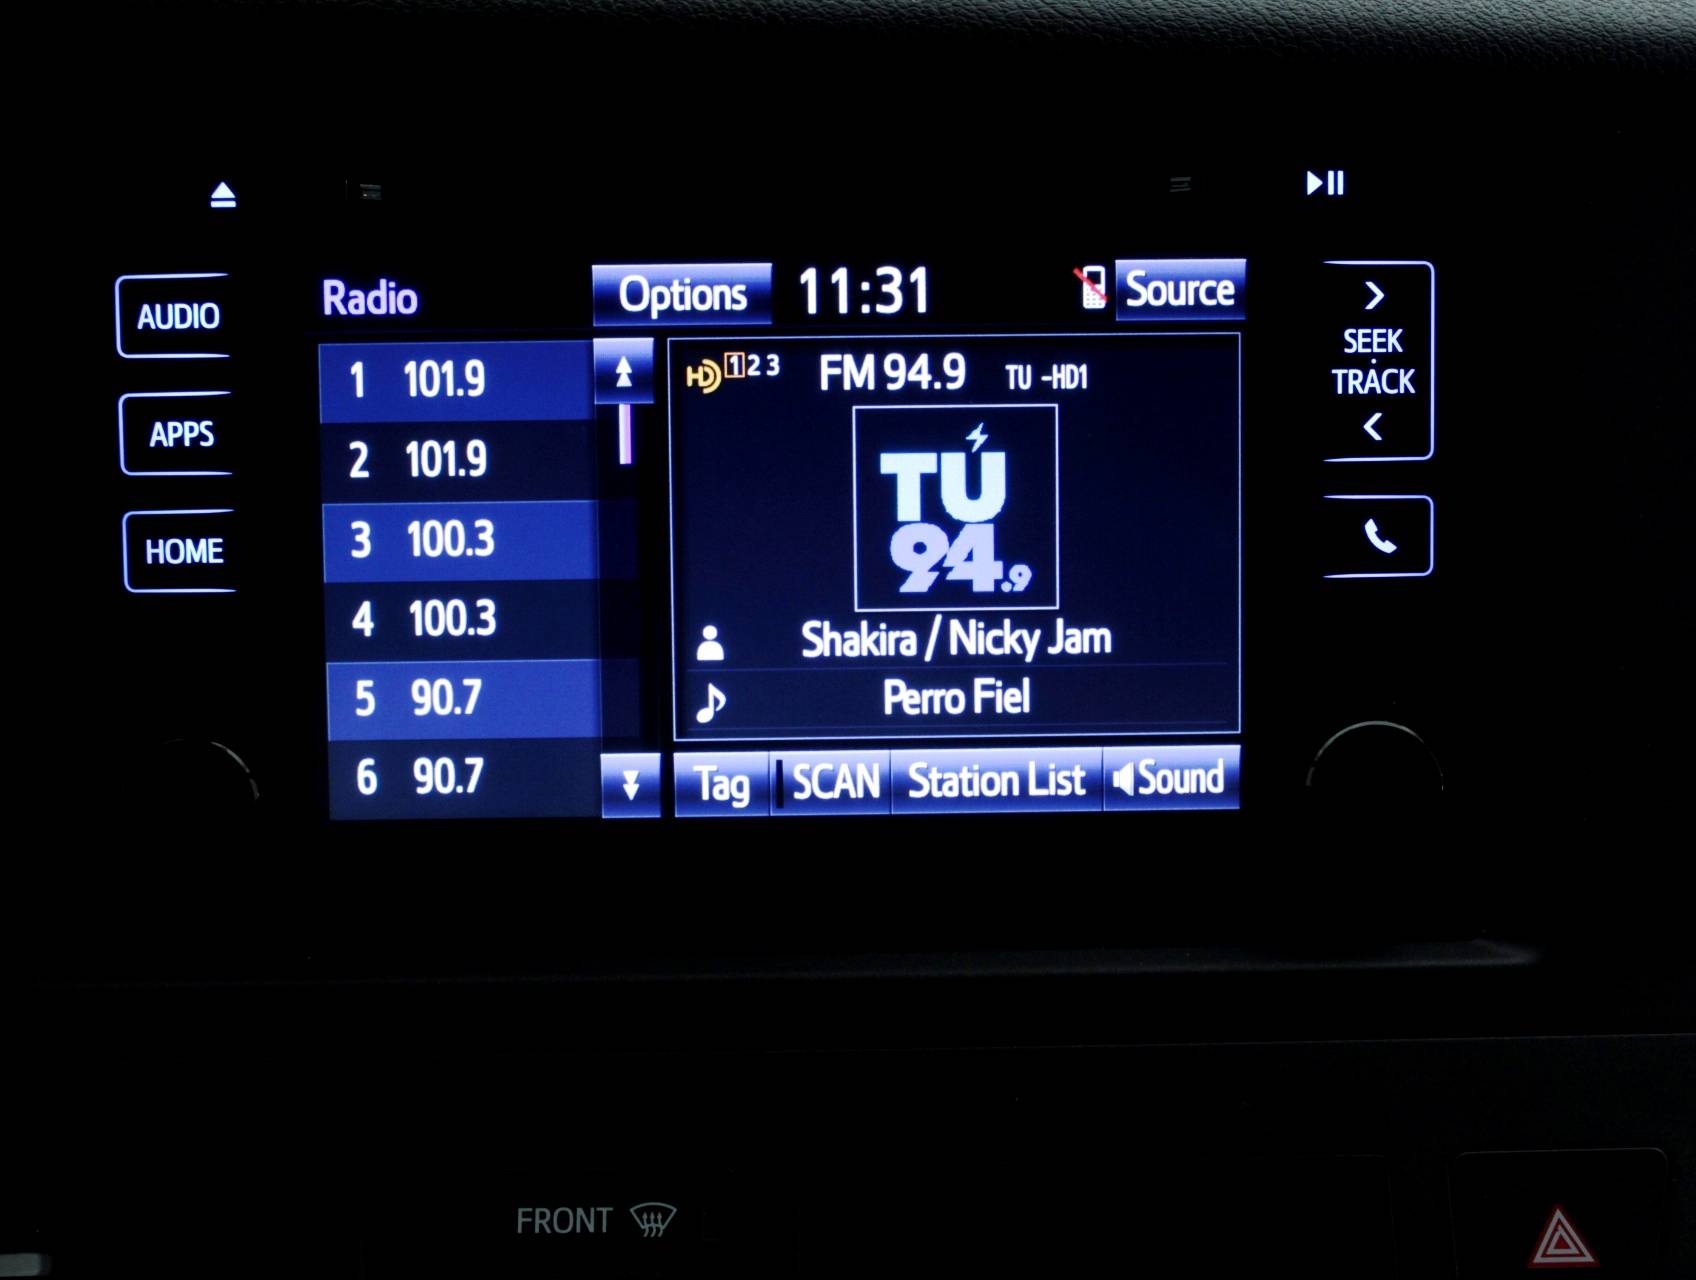 Radio
Options
11:31
Source
AUDIO
APPS
HOME
1 101.9
2 101.9
3 100.3
4 100.3
5 90.7
6 90.7
HD 1 2 3
FM 94.9
TU -HD1
TÚ
94.9
Shakira / Nicky Jam
Perro Fiel
Tag
SCAN
Station List
Sound
SEEK
TRACK
FRONT